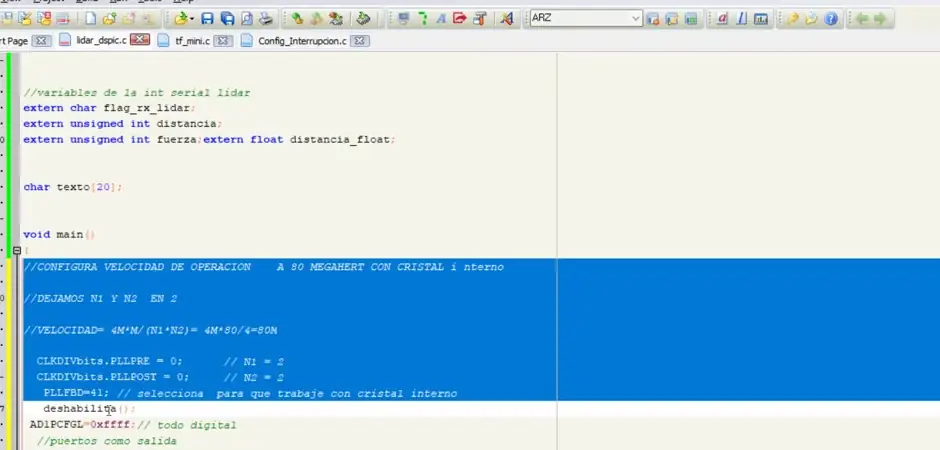 ARZ
rt Page
lidar_dspic.c
tf_mini.c
Config_Interrupcion.c
//variables de la int serial lidar
extern char flag_rx_lidar;
extern unsigned int distancia;
extern unsigned int fuerza;extern float distancia_float;
char texto[20];
void main()
{
//CONFIGURA VELOCIDAD DE OPERACION    A 80 MEGAHERT CON CRISTAL i nterno
//DEJAMOS N1 Y N2  EN 2
//VELOCIDAD= 4M*M/(N1*N2)= 4M*80/4=80M
CLKDIVbits.PLLPRE = 0;      // N1 = 2
CLKDIVbits.PLLPOST = 0;     // N2 = 2
PLLFBD=41; // selecciona  para que trabaje con cristal interno
deshabilita();
AD1PCFGL=0xffff;// todo digital
//puertos como salida